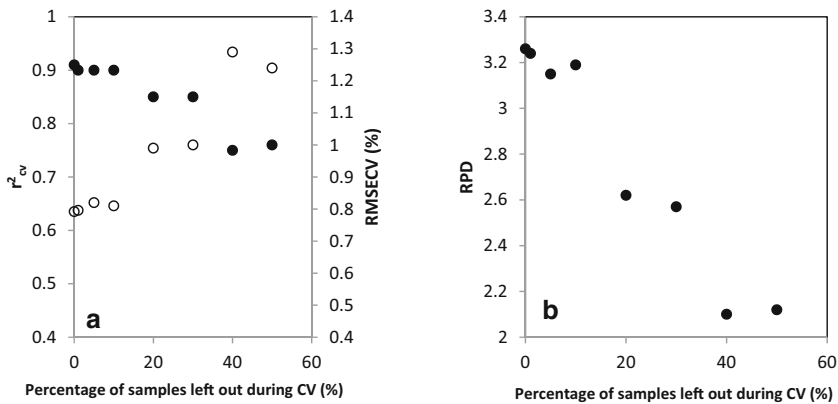 1
0.9
0.8
0.7
0.6
0.5
0.4
r²cv
1.4
1.3
1.2
1.1
1
0.9
0.8
0.7
0.6
0.5
0.4
RMSECV (%)
a
0 20 40 60
Percentage of samples left out during CV (%)
3.4
3.2
3
2.8
2.6
2.4
2.2
2
RPD
b
0 20 40 60
Percentage of samples left out during CV (%)